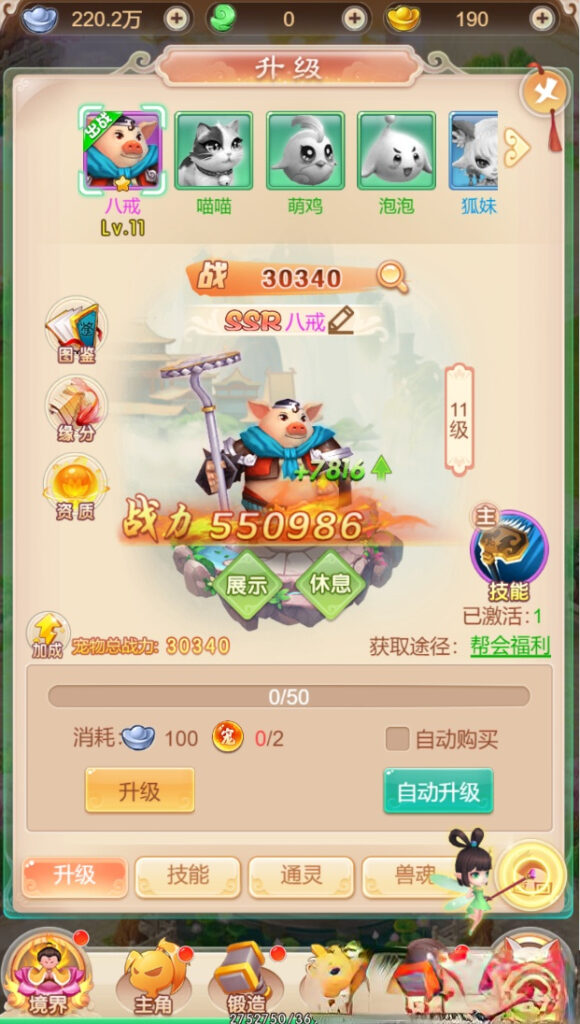 220.2万
0
190
升级
出战
八戒
喵喵
萌鸡
泡泡
狐妹
Lv.11
战 30340
SSR八戒
图鉴
11级
缘分
+7816
资质
战力 550986
主
展示
休息
技能
已激活:1
加成
宠物总战力: 30340
获取途径: 帮会福利
0/50
消耗: 100 宠 0/2
自动购买
升级
自动升级
升级
技能
通灵
兽魂
境界
主角
锻造